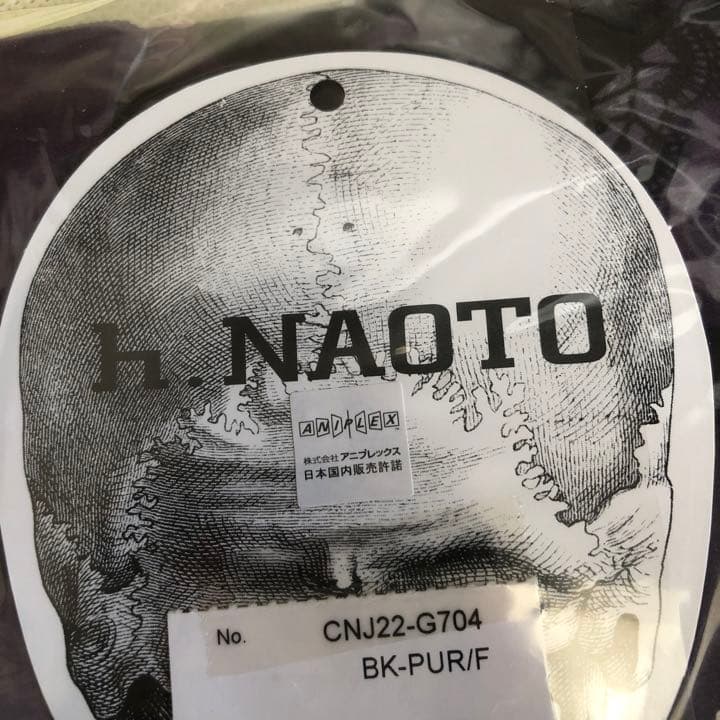 h.NAOTO
ANIPLEX
株式会社 アニプレックス
日本国内販売許諾
No. CNJ22-G704
BK-PUR/F